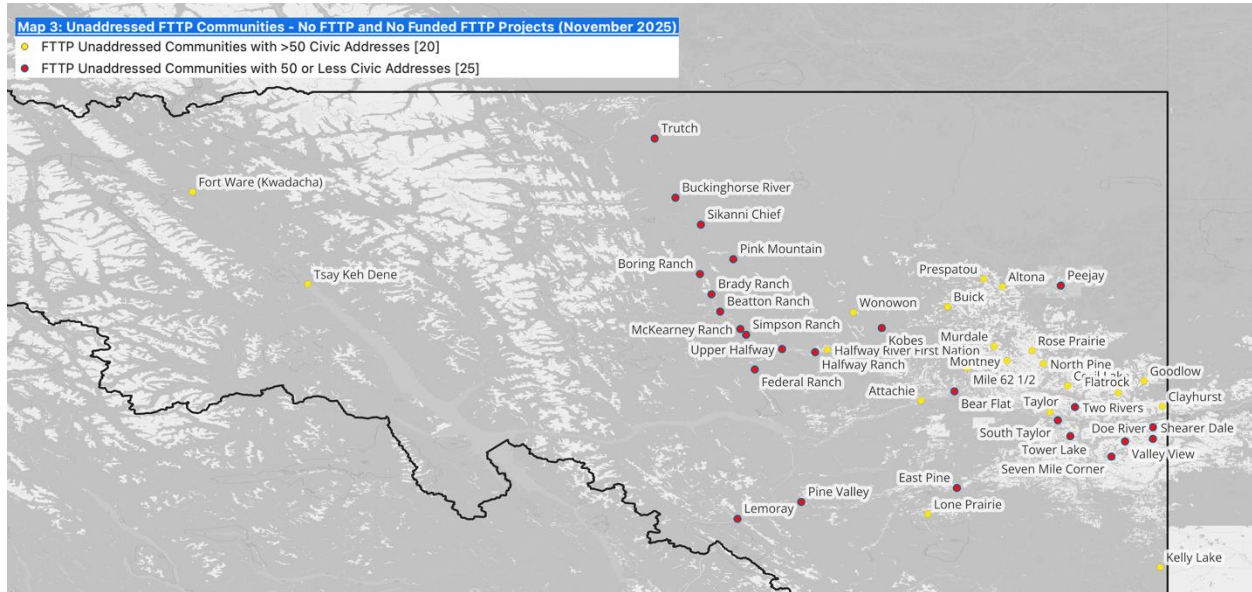 Map 3: Unaddressed FTTP Communities - No FTTP and No Funded FTTP Projects (November 2025)
FTTP Unaddressed Communities with >50 Civic Addresses [20]
FTTP Unaddressed Communities with 50 or Less Civic Addresses [25]
Trutch
Fort Ware (Kwadacha)
Buckinghorse River
Sikanni Chief
Pink Mountain
Boring Ranch
Tsay Keh Dene
Prespatou
Altona
Peejay
Brady Ranch
Beatton Ranch
Wonowon
Buick
McKearney Ranch
Simpson Ranch
Kobes
Murdale
Rose Prairie
Upper Halfway
Halfway River First Nation
Halfway Ranch
Montney
North Pine
Federal Ranch
Mile 62 1/2
Goodlow
Flatrock
Attachie
Bear Flat
Taylor
Two Rivers
Clayhurst
South Taylor
Doe River
Shearer Dale
Tower Lake
Valley View
Seven Mile Corner
East Pine
Pine Valley
Lemoray
Lone Prairie
Kelly Lake